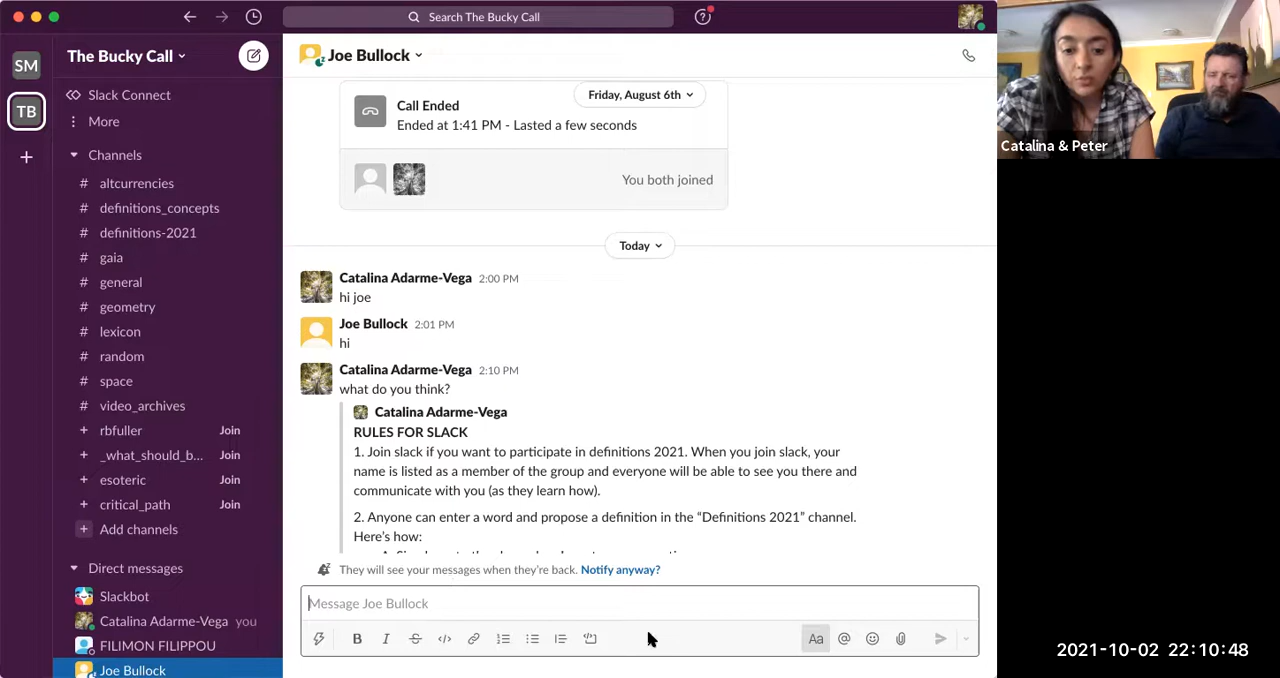 Search The Bucky Call
SM
TB
The Bucky Call
Slack Connect
More
Channels
# altcurrencies
# definitions_concepts
# definitions-2021
# gaia
# general
# geometry
# lexicon
# random
# space
# video_archives
+ rbfuller Join
+ _what_should_b... Join
+ esoteric Join
+ critical_path Join
+ Add channels
Direct messages
Slackbot
Catalina Adarme-Vega you
FILIMON FILIPPOU
Joe Bullock
Joe Bullock
Friday, August 6th
Call Ended
Ended at 1:41 PM - Lasted a few seconds
You both joined
Today
Catalina Adarme-Vega 2:00 PM
hi joe
Joe Bullock 2:01 PM
hi
Catalina Adarme-Vega 2:10 PM
what do you think?
Catalina Adarme-Vega
RULES FOR SLACK
1. Join slack if you want to participate in definitions 2021. When you join slack, your
name is listed as a member of the group and everyone will be able to see you there and
communicate with you (as they learn how).
2. Anyone can enter a word and propose a definition in the “Definitions 2021” channel.
Here’s how:
They will see your messages when they’re back. Notify anyway?
Message Joe Bullock
B I S Aa @
Catalina & Peter
2021-10-02 22:10:48